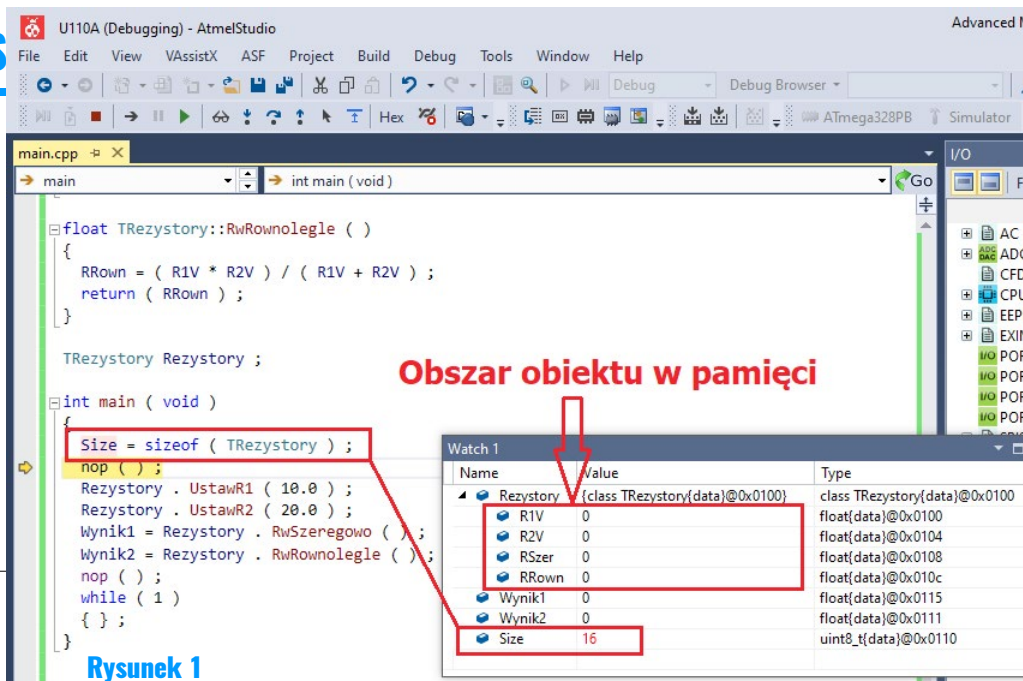 U110A (Debugging) - AtmelStudio
Advanced
File Edit View VAssistX ASF Project Build Debug Tools Window Help
Debug Debug Browser
Hex ATmega328PB Simulator
main.cpp
I/O
main int main ( void ) Go
float TRezystory::RwRownolegle ( )
{
RRown = ( R1V * R2V ) / ( R1V + R2V ) ;
return ( RRown ) ;
}
AC
CPU
TRezystory Rezystory ;
Obszar obiektu w pamięci
int main ( void )
{
Size = sizeof ( TRezystory ) ;
nop ( ) ;
Rezystory . UstawR1 ( 10.0 ) ;
Rezystory . UstawR2 ( 20.0 ) ;
Wynik1 = Rezystory . RwSzeregowo ( ) ;
Wynik2 = Rezystory . RwRownolegle ( ) ;
nop ( ) ;
while ( 1 )
{ } ;
}
Watch 1
Name Value Type
Rezystory {class TRezystory{data}@0x0100} class TRezystory{data}@0x0100
R1V 0 float{data}@0x0100
R2V 0 float{data}@0x0104
RSzer 0 float{data}@0x0108
RRown 0 float{data}@0x010c
Wynik1 0 float{data}@0x0115
Wynik2 0 float{data}@0x0111
Size 16 uint8_t{data}@0x0110
Rysunek 1